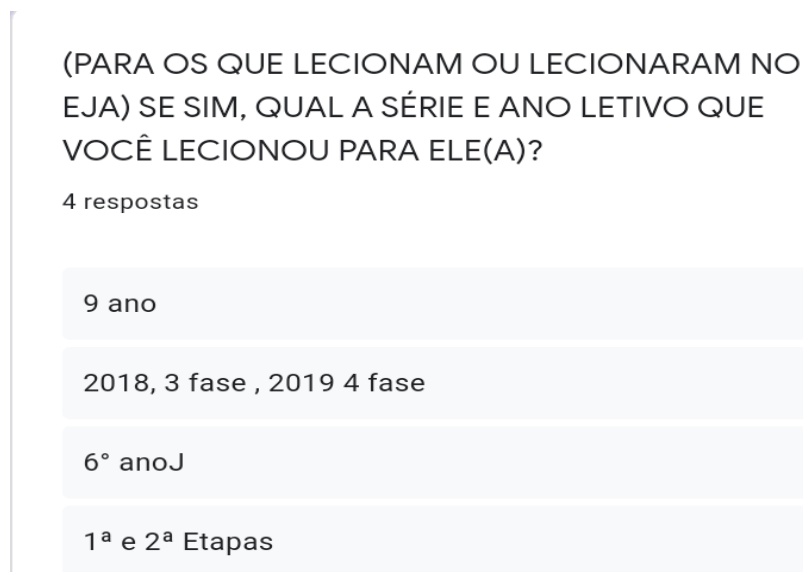 (PARA OS QUE LECIONAM OU LECIONARAM NO
EJA) SE SIM, QUAL A SÉRIE E ANO LETIVO QUE
VOCÊ LECIONOU PARA ELE(A)?
4 respostas
9 ano
2018, 3 fase , 2019 4 fase
6° anoJ
1ª e 2ª Etapas